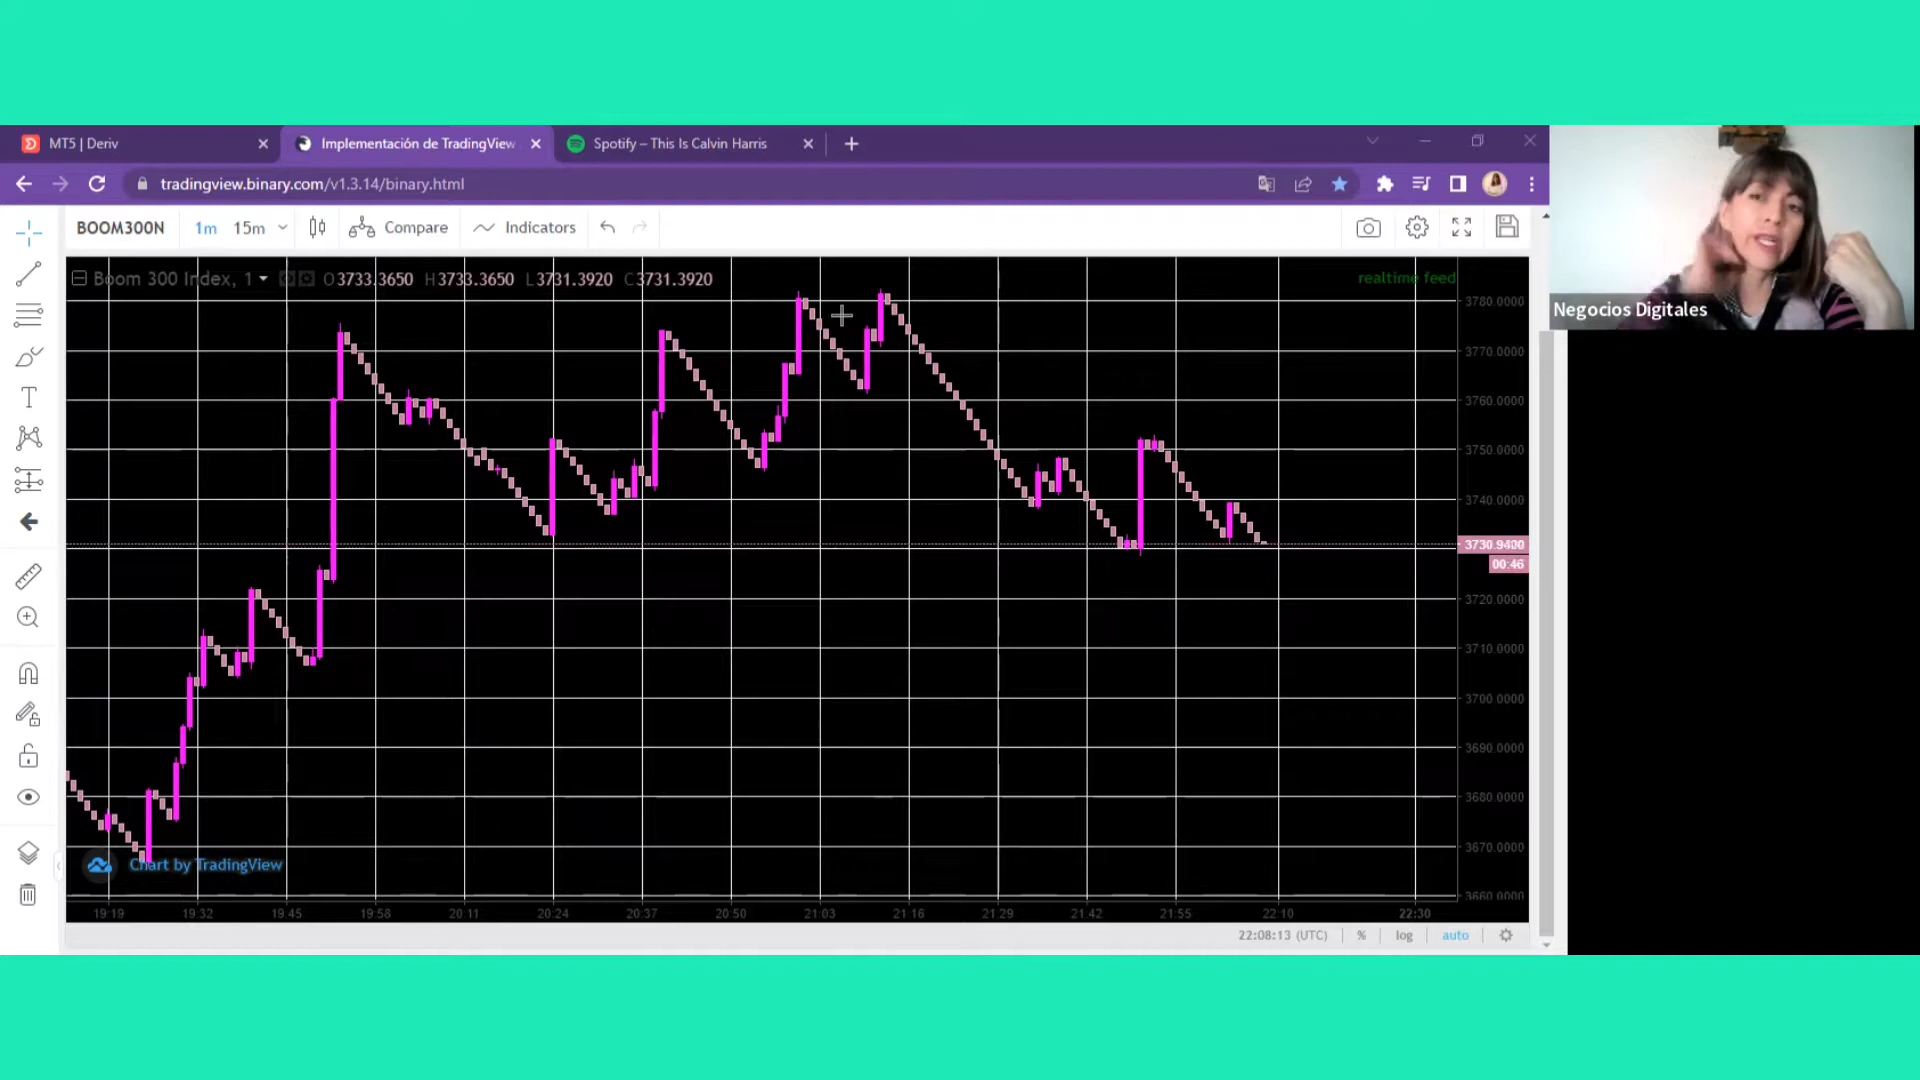 MT5 | Deriv
Implementación de TradingView
Spotify – This Is Calvin Harris
tradingview.binary.com/v1.3.14/binary.html
BOOM300N
1m
15m
Compare
Indicators
Boom 300 Index, 1
O3733.3650 H3733.3650 L3731.3920 C3731.3920
realtime feed
Negocios Digitales
3780.0000
3770.0000
3760.0000
3750.0000
3740.0000
3730.9400
00:46
3720.0000
3710.0000
3700.0000
3690.0000
3680.0000
3670.0000
3660.0000
Chart by TradingView
19:19
19:32
19:45
19:58
20:11
20:24
20:37
20:50
21:03
21:16
21:29
21:42
21:55
22:10
22:30
22:08:13 (UTC)
%
log
auto